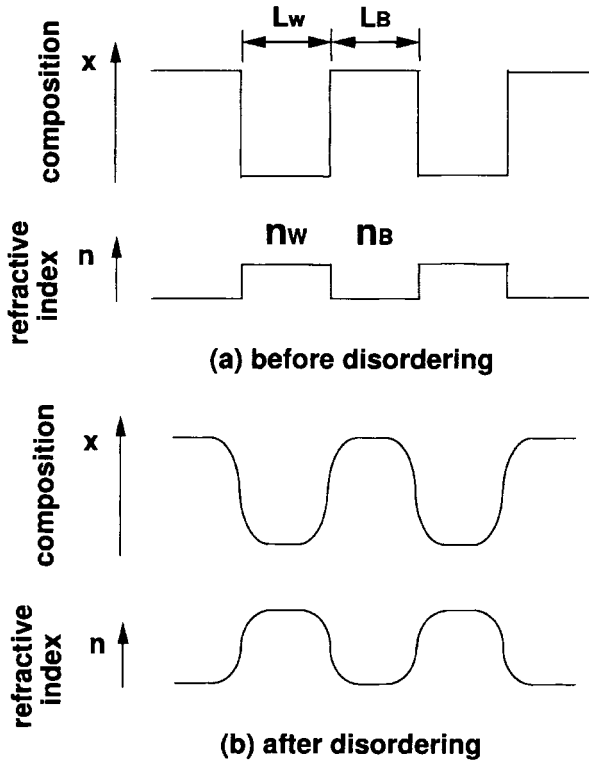 LW LB
x
composition
nW nB
n
refractive
index
(a) before disordering
x
composition
n
refractive
index
(b) after disordering